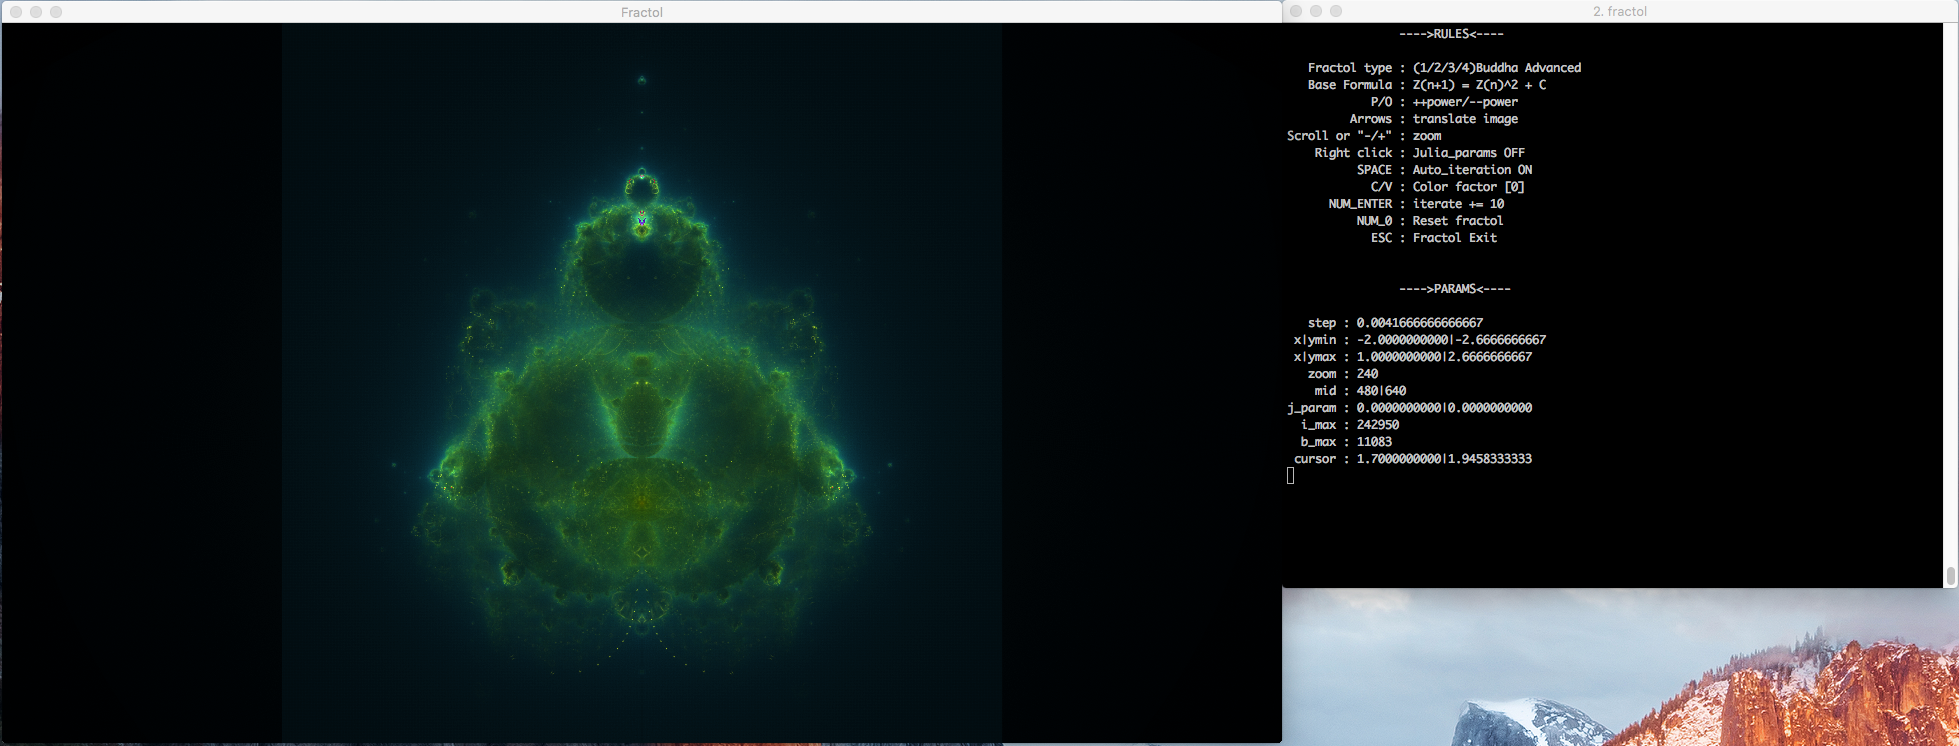 Fractol
2. fractol
---->RULES<----
Fractol type : (1/2/3/4)Buddha Advanced
Base Formula : Z(n+1) = Z(n)^2 + C
P/O : ++power/--power
Arrows : translate image
Scroll or "-/+" : zoom
Right click : Julia_params OFF
SPACE : Auto_iteration ON
C/V : Color factor [0]
NUM_ENTER : iterate += 10
NUM_0 : Reset fractol
ESC : Fractol Exit
---->PARAMS<----
step : 0.0041666666666667
x|ymin : -2.0000000000|-2.6666666667
x|ymax : 1.0000000000|2.6666666667
zoom : 240
mid : 480|640
j_param : 0.0000000000|0.0000000000
i_max : 242950
b_max : 11083
cursor : 1.7000000000|1.9458333333